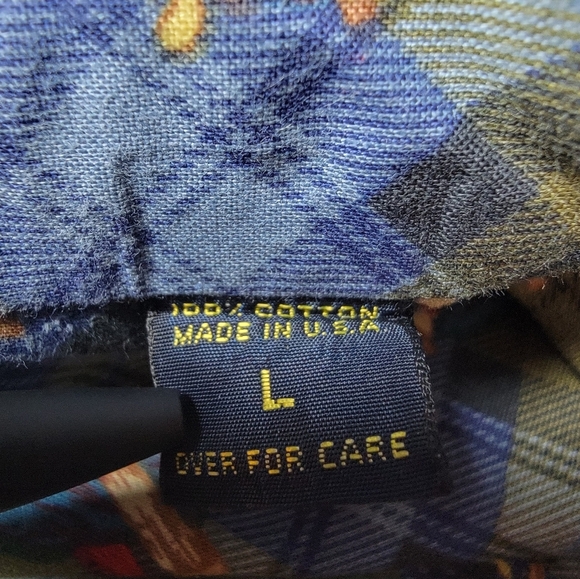 100% COTTON
MADE IN U.S.A
L
OVER FOR CARE